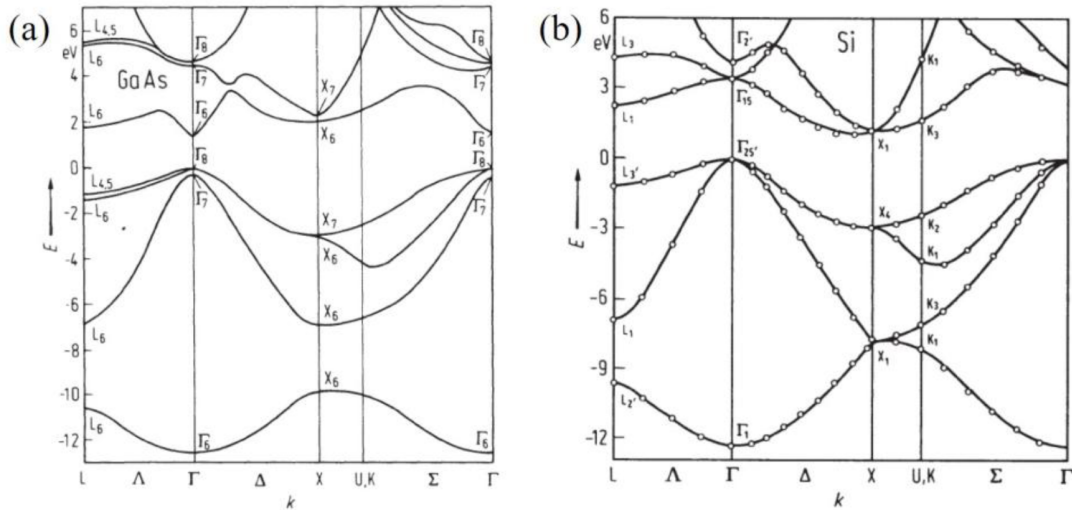 (a)
6
eV
4
2
0
-2
-4
-6
-8
-10
-12
E
GaAs
L4,5
L6
L6
L4,5
L6
L6
Γ8
Γ7
Γ6
Γ8
Γ7
Γ6
X7
X6
X7
X6
X6
X6
Γ8
Γ7
Γ6
Γ8
Γ7
Γ6
L Λ Γ Δ X U,K Σ Γ
k
(b)
6
eV
3
0
-3
-6
-9
-12
E
Si
L3
L1
L3'
L1
L2'
Γ2'
Γ15
Γ25'
Γ1
X1
X4
X1
K1
K3
K2
K1
K3
K1
L Λ Γ Δ X U,K Σ Γ
k